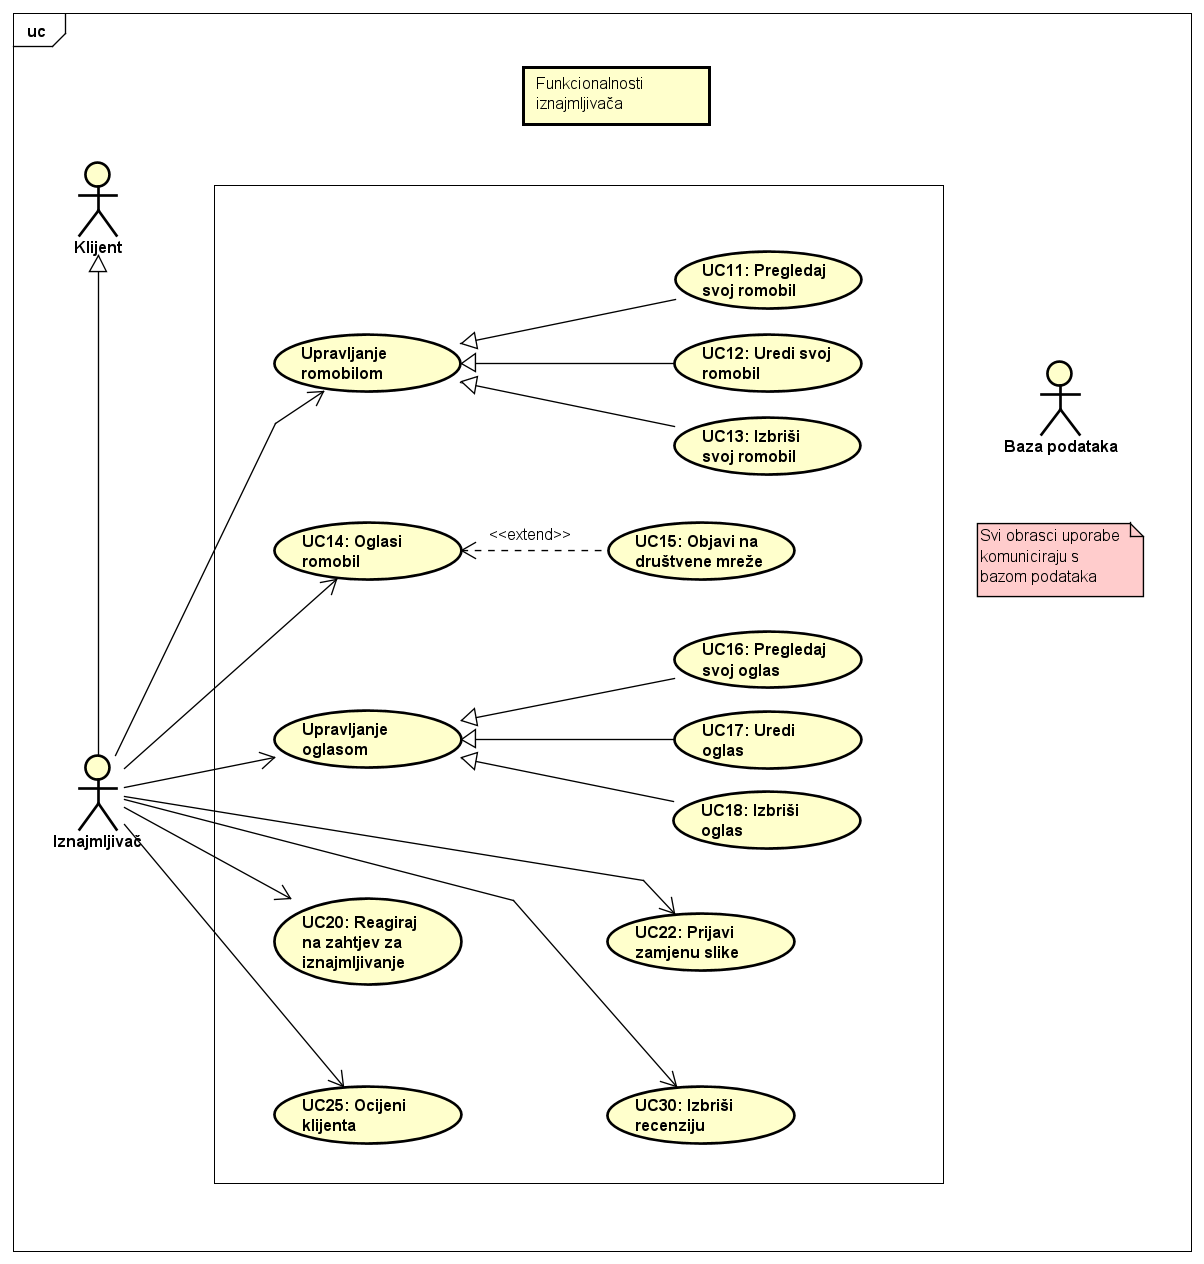 uc
Funkcionalnosti
iznajmljivača
Klijent
UC11: Pregledaj
svoj romobil
Upravljanje
romobilom
UC12: Uredi svoj
romobil
UC13: Izbriši
svoj romobil
Baza podataka
UC14: Oglasi
romobil
<<extend>>
UC15: Objavi na
društvene mreže
Svi obrasci uporabe
komuniciraju s
bazom podataka
UC16: Pregledaj
svoj oglas
Upravljanje
oglasom
UC17: Uredi
oglas
UC18: Izbriši
oglas
Iznajmljivač
UC20: Reagiraj
na zahtjev za
iznajmljivanje
UC22: Prijavi
zamjenu slike
UC25: Ocijeni
klijenta
UC30: Izbriši
recenziju